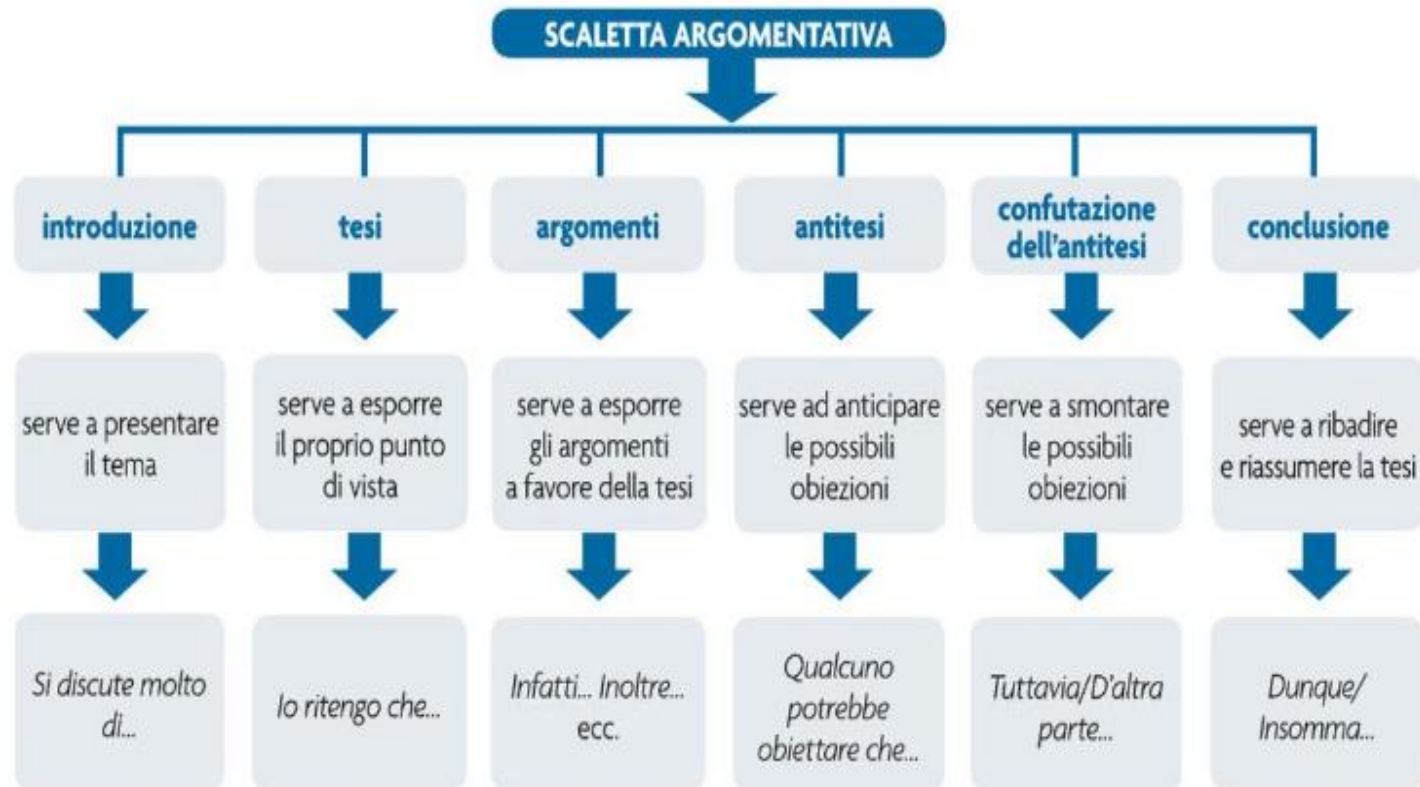 SCALETTA ARGOMENTATIVA
introduzione
tesi
argomenti
antitesi
confutazione
dell'antitesi
conclusione
serve a presentare
il tema
serve a esporre
il proprio punto
di vista
serve a esporre
gli argomenti
a favore della tesi
serve ad anticipare
le possibili
obiezioni
serve a smontare
le possibili
obiezioni
serve a ribadire
e riassumere la tesi
Si discute molto
di...
Io ritengo che...
Infatti... Inoltre...
ecc.
Qualcuno
potrebbe
obiettare che...
Tuttavia/D'altra
parte...
Dunque/
Insomma...